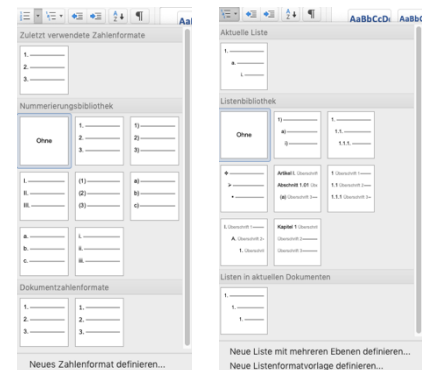 AaB
Zuletzt verwendete Zahlenformate
1.
2.
3.
Nummerierungsbibliothek
Ohne
1.
2.
3.
1)
2)
3)
I.
II.
III.
(1)
(2)
(3)
a)
b)
c)
a.
b.
c.
i.
ii.
iii.
Dokumentzahlenformate
1.
2.
3.
1.
2.
3.
Neues Zahlenformat definieren...
AaBbCcDc AaBbC
Aktuelle Liste
1.
a.
i.
Listenbibliothek
Ohne
1)
a)
i)
1.
1.1.
1.1.1.
Artikel I. Überschrift
Abschnitt 1.01 Übe
(a) Überschrift 3
1 Überschrift 1
1.1 Überschrift 2
1.1.1 Überschrift 3
I. Überschrift 1
A. Überschrift 2
1. Überschrift
Kapitel 1 Überschrift
Überschrift 2
Überschrift 3
Listen in aktuellen Dokumenten
1.
1.
1.
Neue Liste mit mehreren Ebenen definieren...
Neue Listenformatvorlage definieren...